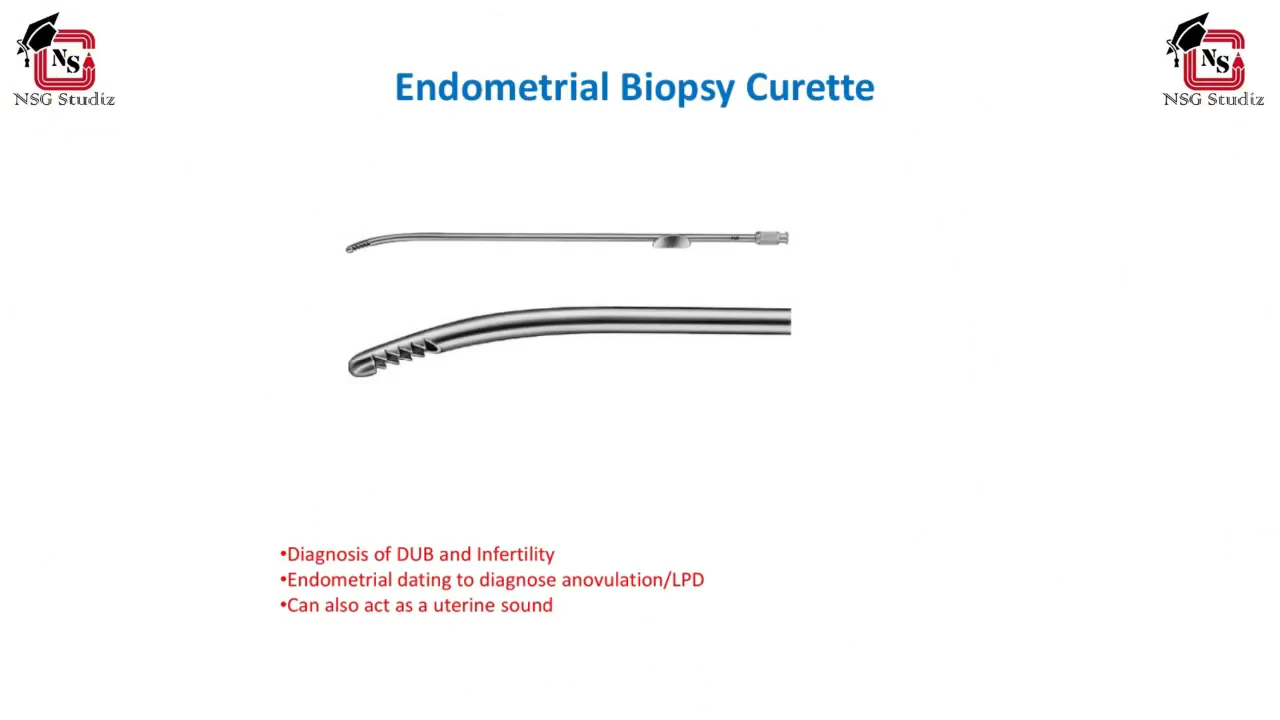 NS
NSG Studiz
NS
NSG Studiz
Endometrial Biopsy Curette
•Diagnosis of DUB and Infertility
•Endometrial dating to diagnose anovulation/LPD
•Can also act as a uterine sound